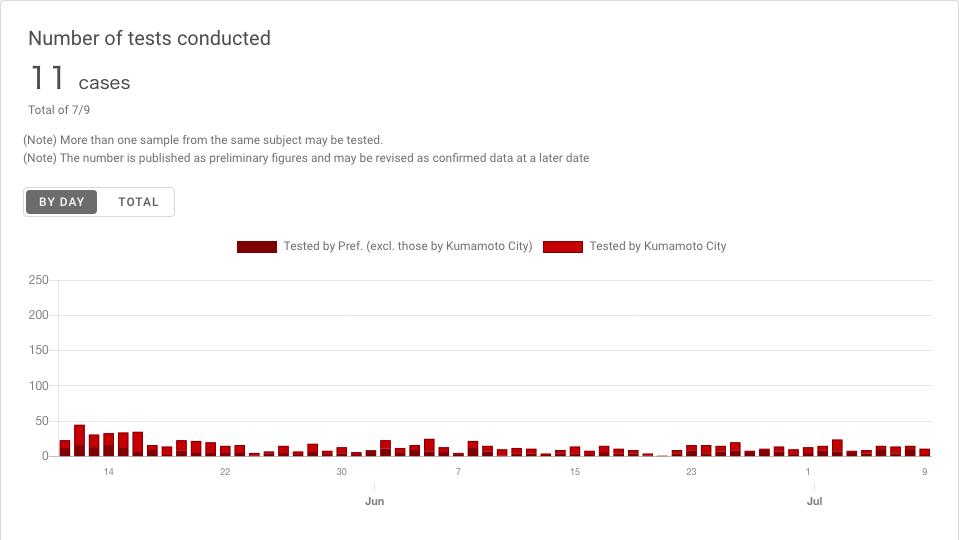 Number of tests conducted
11 cases
Total of 7/9
(Note) More than one sample from the same subject may be tested.
(Note) The number is published as preliminary figures and may be revised as confirmed data at a later date
BY DAY TOTAL
Tested by Pref. (excl. those by Kumamoto City) Tested by Kumamoto City
250
200
150
100
50
0
14 22 30 7 15 23 1 9
Jun Jul